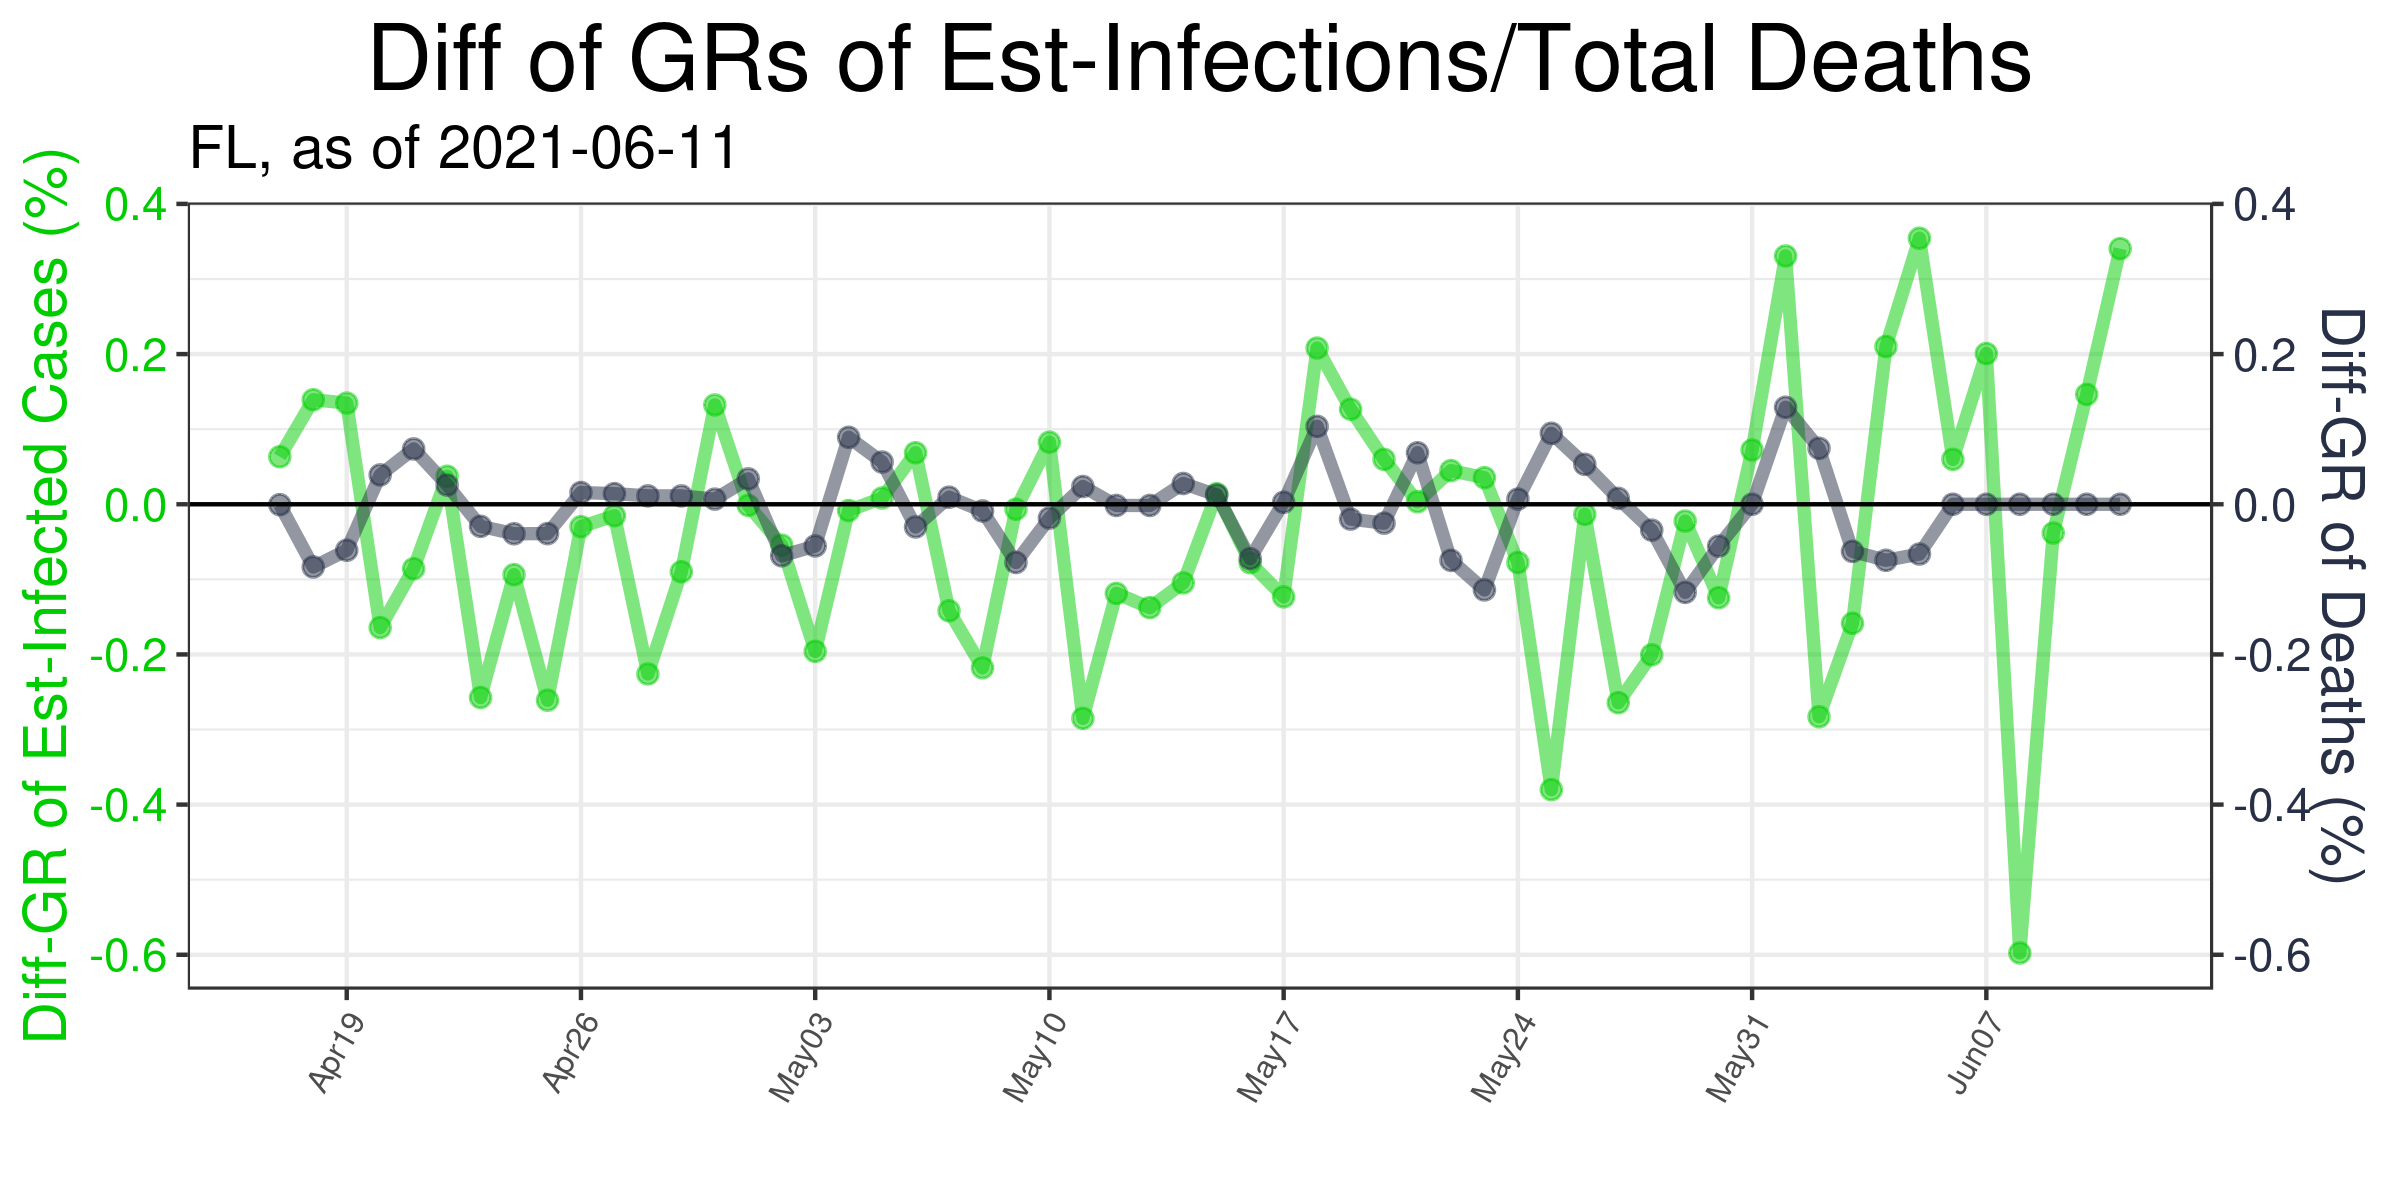 Diff of GRs of Est-Infections/Total Deaths
FL, as of 2021-06-11
Diff-GR of Est-Infected Cases (%)
0.4
0.2
0.0
-0.2
-0.4
-0.6
0.4
0.2
0.0
-0.2
-0.4
-0.6
Diff-GR of Deaths (%)
Apr19
Apr26
May03
May10
May17
May24
May31
Jun07